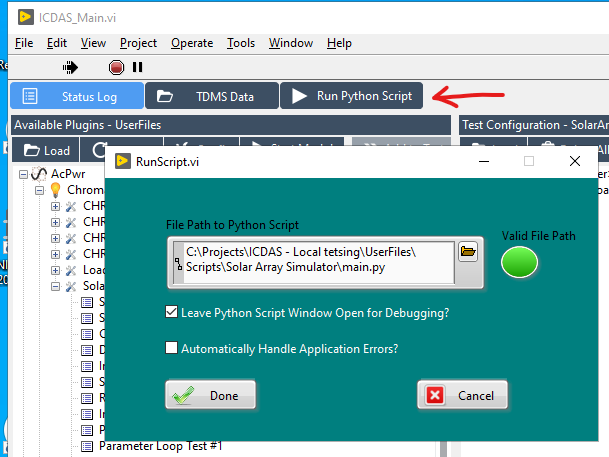 ICDAS_Main.vi
File Edit View Project Operate Tools Window Help
Status Log TDMS Data Run Python Script
Available Plugins - UserFiles
Test Configuration - SolarAr
Load
AcPwr
Chrom
CHR
CHR
CHR
CHR
Load
Sola
RunScript.vi
File Path to Python Script
Valid File Path
C:\Projects\ICDAS - Local tetsing\UserFiles\
Scripts\Solar Array Simulator\main.py
Leave Python Script Window Open for Debugging?
Automatically Handle Application Errors?
Done
Cancel
S
S
C
D
In
S
S
R
In
P
Parameter Loop Test #1